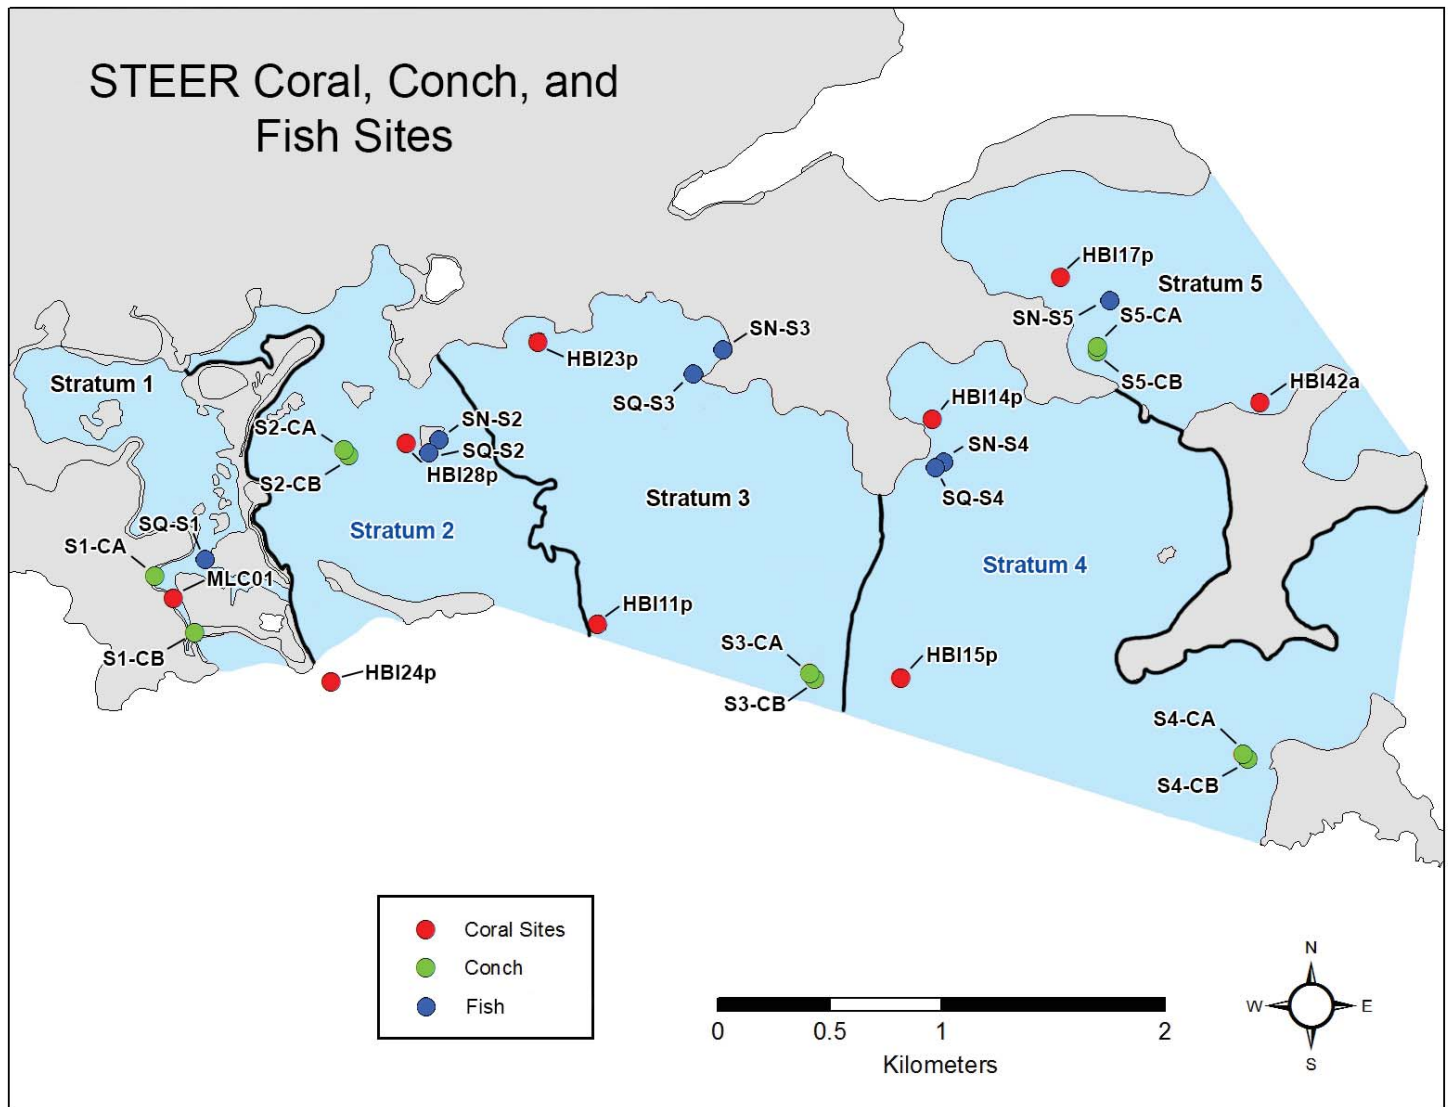 STEER Coral, Conch, and
Fish Sites
HBI17p
Stratum 5
SN-S5
S5-CA
S5-CB
HBI42a
SN-S3
HBI23p
SQ-S3
Stratum 1
HBI14p
S2-CA
SN-S2
SQ-S2
HBI28p
S2-CB
SN-S4
SQ-S4
Stratum 3
Stratum 2
SQ-S1
S1-CA
MLC01
Stratum 4
HBI11p
S1-CB
HBI24p
S3-CA
S3-CB
HBI15p
S4-CA
S4-CB
Coral Sites
Conch
Fish
0 0.5 1 2
Kilometers
N
W E
S